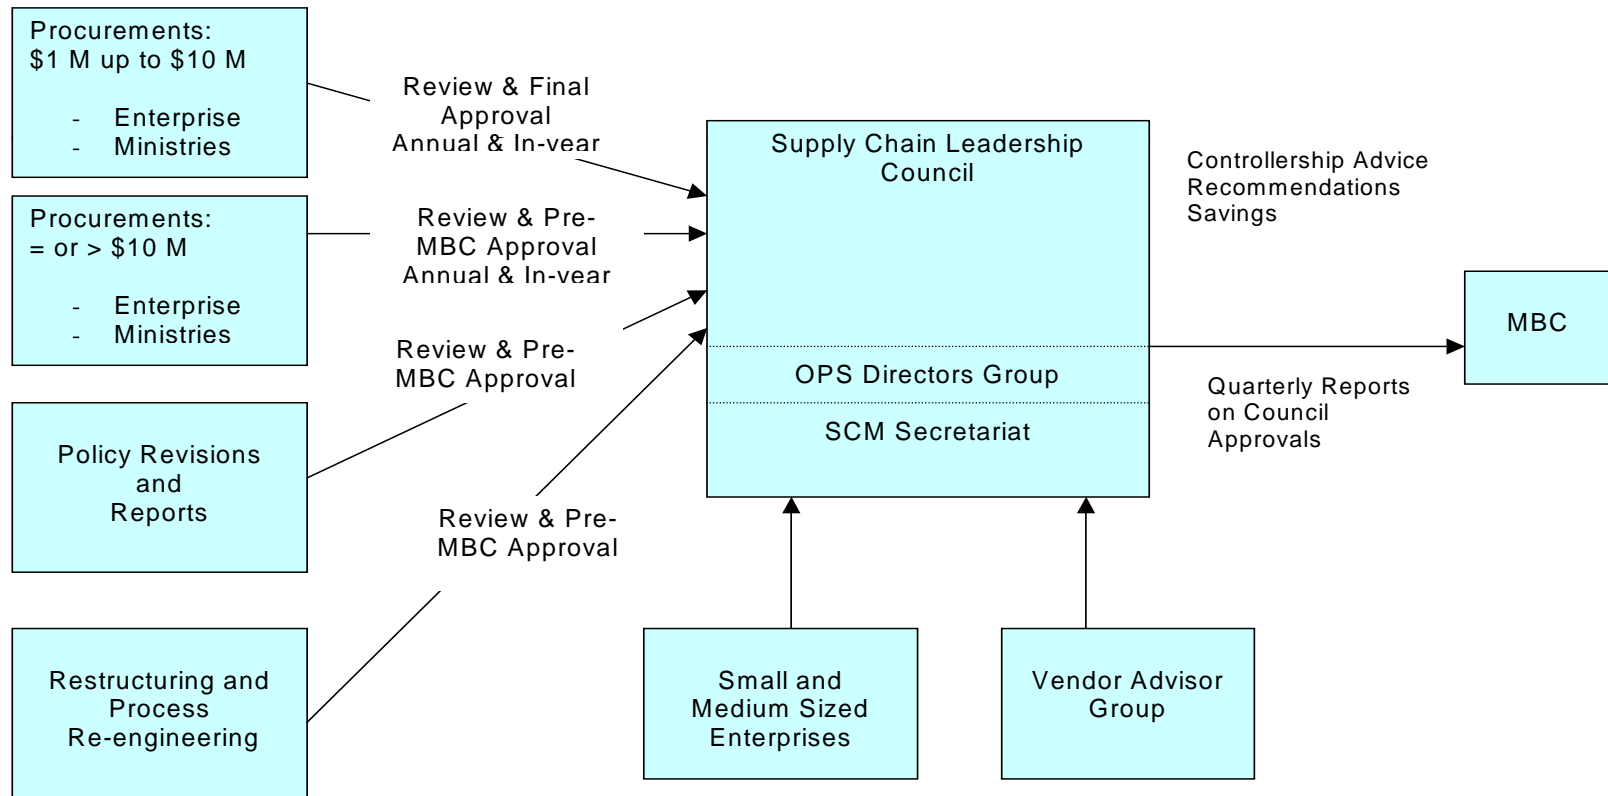 Procurements:
$1 M up to $10 M
- Enterprise
- Ministries
Review & Final
Approval
Annual & In-year
Procurements:
= or > $10 M
- Enterprise
- Ministries
Review & Pre-
MBC Approval
Annual & In-year
Policy Revisions
and
Reports
Review & Pre-
MBC Approval
Restructuring and
Process
Re-engineering
Review & Pre-
MBC Approval
Supply Chain Leadership
Council
OPS Directors Group
SCM Secretariat
Small and
Medium Sized
Enterprises
Vendor Advisor
Group
Controllership Advice
Recommendations
Savings
Quarterly Reports
on Council
Approvals
MBC